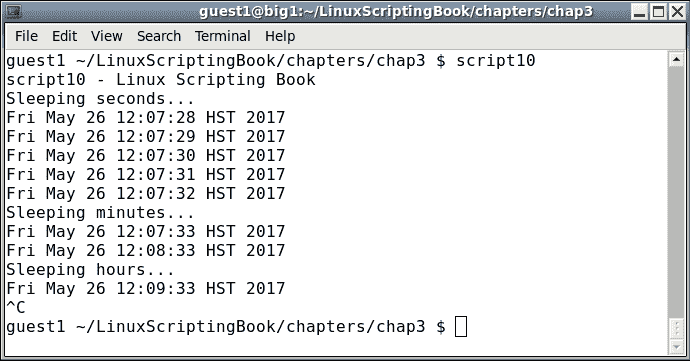 guest1@big1:~/LinuxScriptingBook/chapters/chap3
File Edit View Search Terminal Help
guest1 ~/LinuxScriptingBook/chapters/chap3 $ script10
script10 - Linux Scripting Book
Sleeping seconds...
Fri May 26 12:07:28 HST 2017
Fri May 26 12:07:29 HST 2017
Fri May 26 12:07:30 HST 2017
Fri May 26 12:07:31 HST 2017
Fri May 26 12:07:32 HST 2017
Sleeping minutes...
Fri May 26 12:07:33 HST 2017
Fri May 26 12:08:33 HST 2017
Sleeping hours...
Fri May 26 12:09:33 HST 2017
^C
guest1 ~/LinuxScriptingBook/chapters/chap3 $